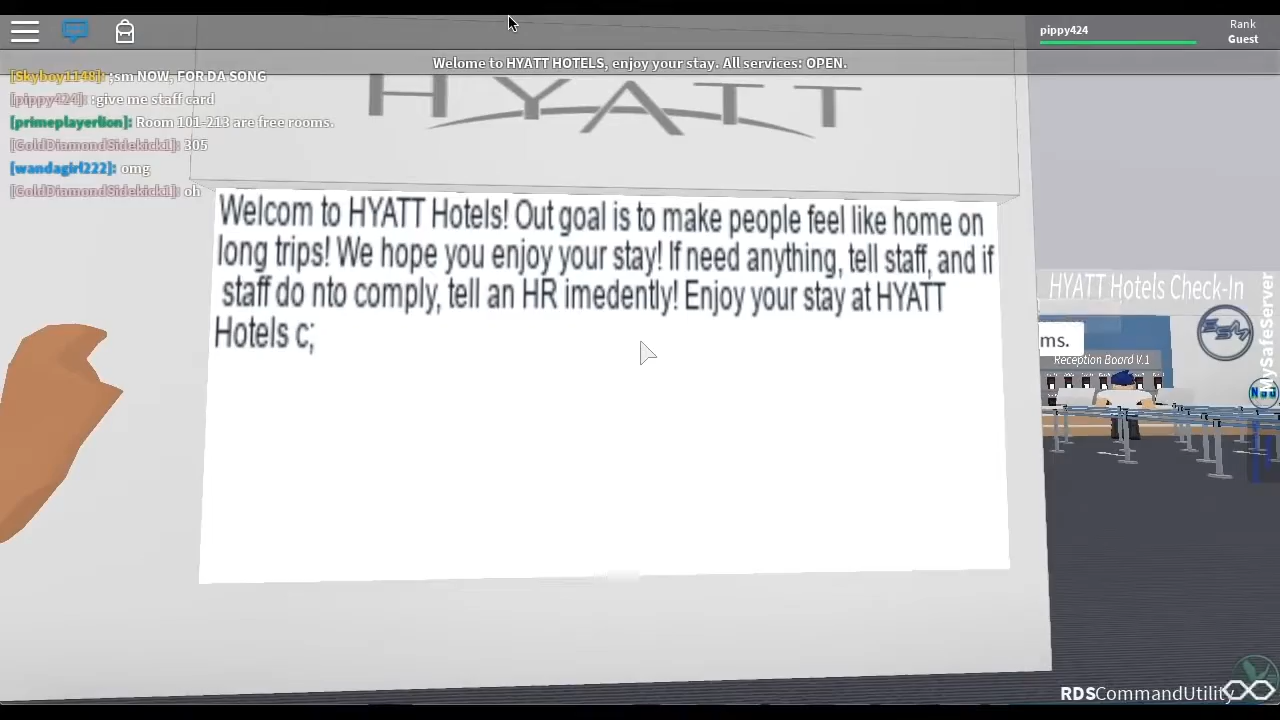 pippy424
Rank
Guest
Welome to HYATT HOTELS, enjoy your stay. All services: OPEN.
[Skyboy1148]: ;sm NOW, FOR DA SONG
[pippy424]: :give me staff card
[primeplayerlion]: Room 101-213 are free rooms.
[GoldDiamondSidekick1]: 305
[wandagirl222]: omg
[GoldDiamondSidekick1]: oh
HYATT
Welcom to HYATT Hotels! Out goal is to make people feel like home on
long trips! We hope you enjoy your stay! If need anything, tell staff, and if
staff do nto comply, tell an HR imedently! Enjoy your stay at HYATT
Hotels c;
HYATT Hotels Check-In
ms.
Reception Board V.1
MySafeServer
RDSCommandUtility